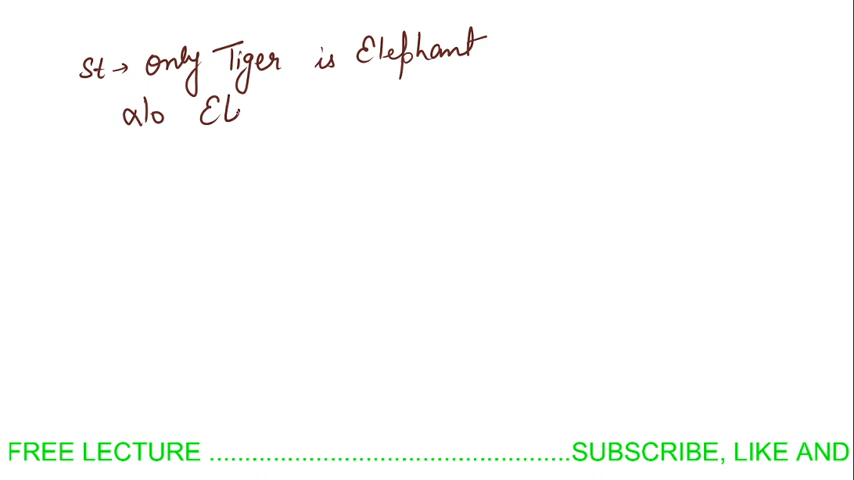 St → only Tiger is Elephant
a/o El
FREE LECTURE ..................................................SUBSCRIBE, LIKE AND